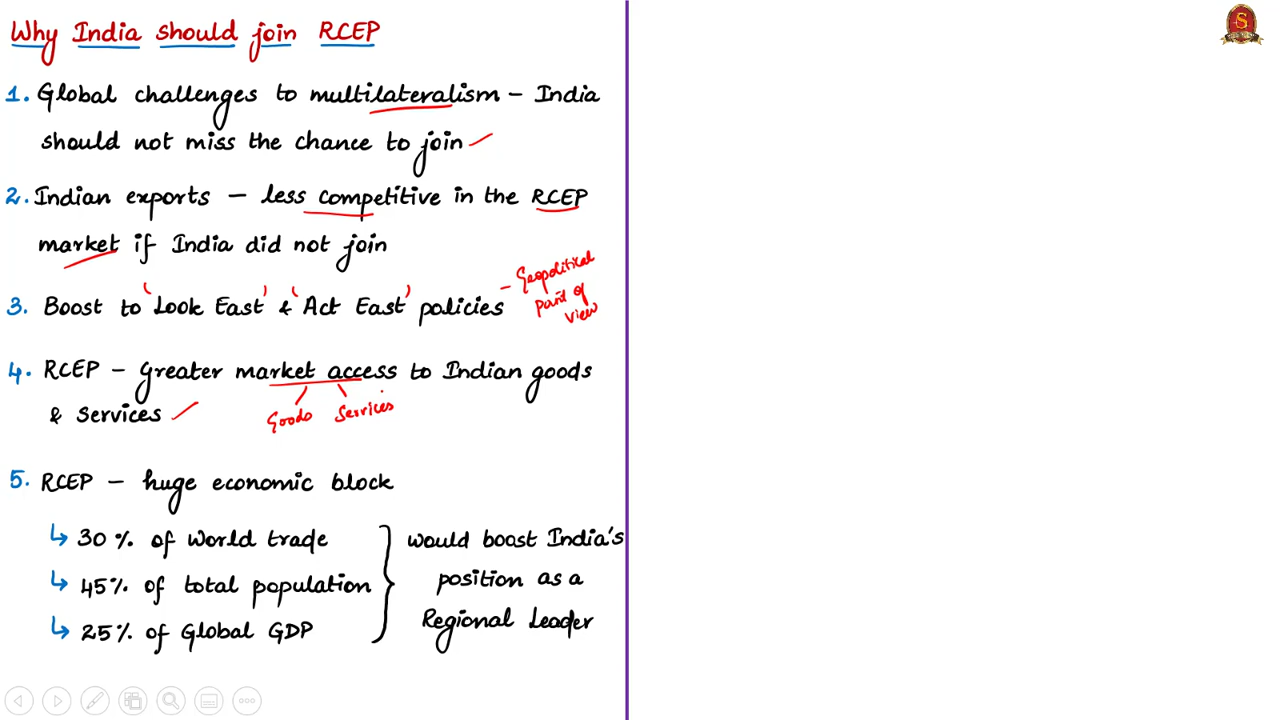 Why India should join RCEP
1. Global challenges to multilateralism – India
should not miss the chance to join
2. Indian exports – less competitive in the RCEP
market if India did not join
3. Boost to 'Look East' & 'Act East' policies – Geopolitical
point of
view
4. RCEP – Greater market access to Indian goods
& Services
Goods Services
5. RCEP – huge economic block
↳ 30% of World trade
↳ 45% of total population
↳ 25% of Global GDP
would boost India's
position as a
Regional Leader
S